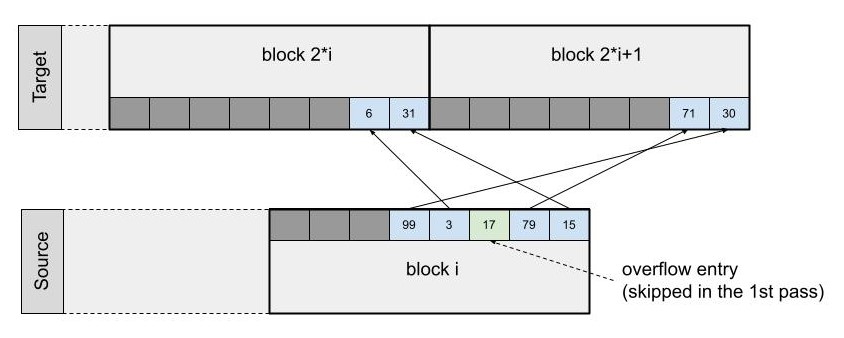 Target
block 2*i
block 2*i+1
6
31
71
30
Source
99
3
17
79
15
block i
overflow entry
(skipped in the 1st pass)